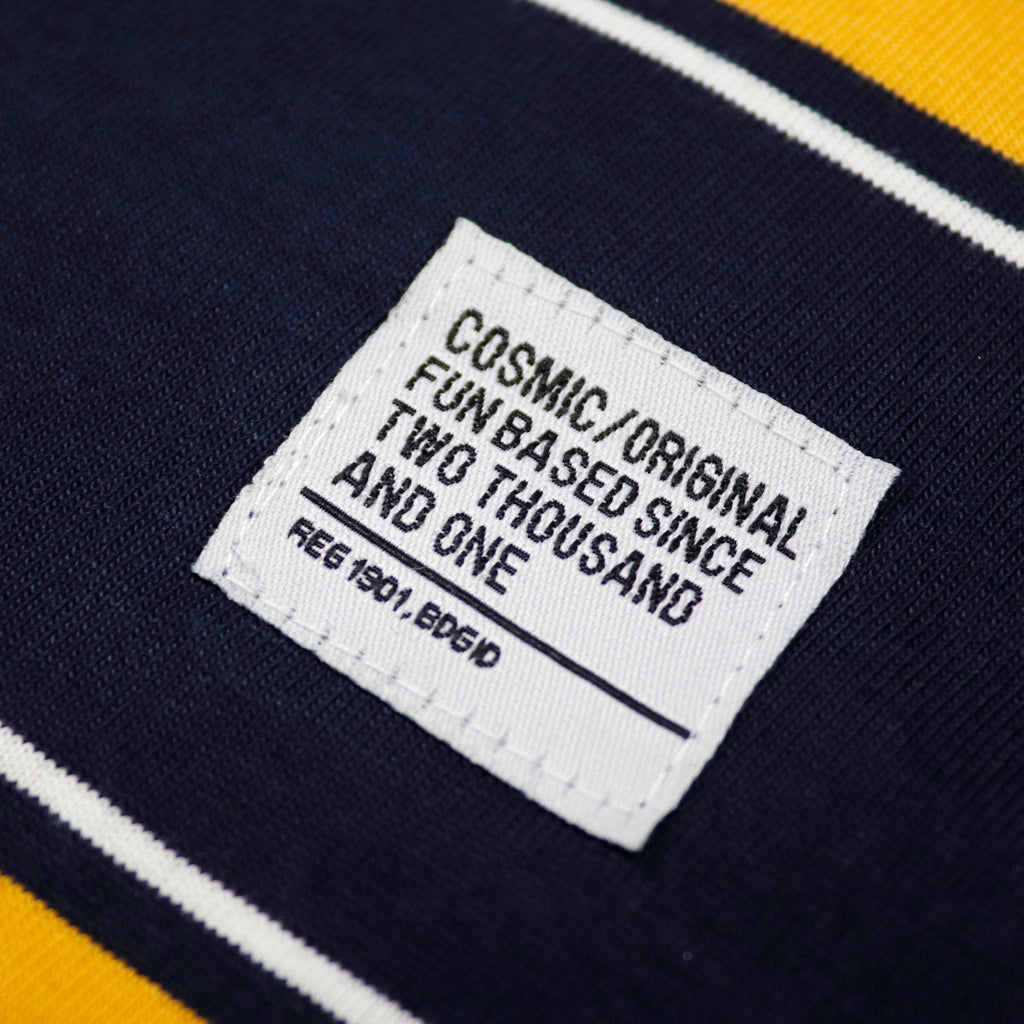 COSMIC/ORIGINAL
FUN BASED SINCE
TWO THOUSAND
AND ONE
REG 1901, BDG ID